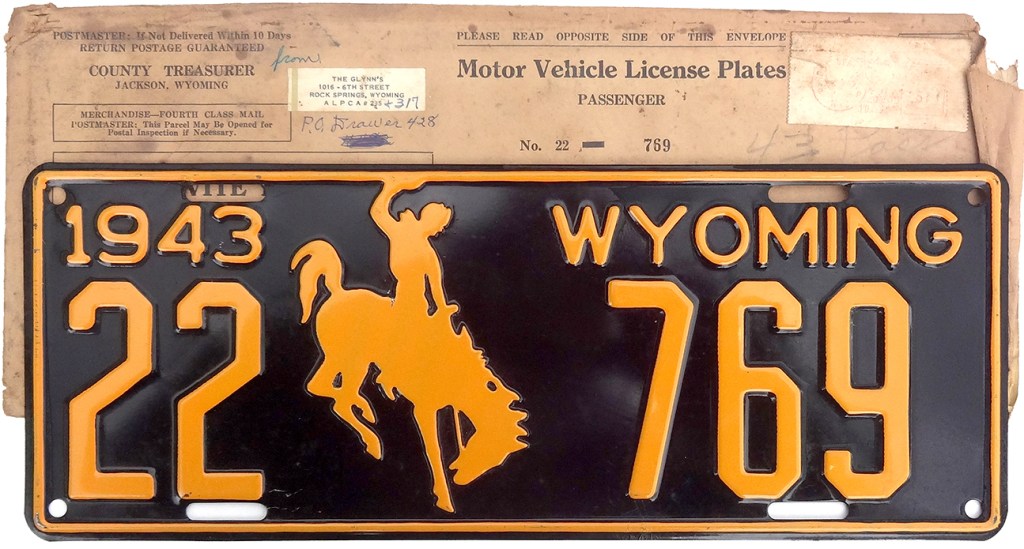 POSTMASTER: If Not Delivered Within 10 Days
RETURN POSTAGE GUARANTEED
from
COUNTY TREASURER
JACKSON, WYOMING
MERCHANDISE—FOURTH CLASS MAIL
POSTMASTER: This Parcel May Be Opened for
Postal Inspection if Necessary.
THE GLYNN'S
1016 - 6TH STREET
ROCK SPRINGS, WYOMING
A L P C A #
+317
P.O. Drawer 428
PLEASE READ OPPOSITE SIDE OF THIS ENVELOPE
Motor Vehicle License Plates
PASSENGER
No. 22 — 769
43 Pass
1943 WYOMING
22 769